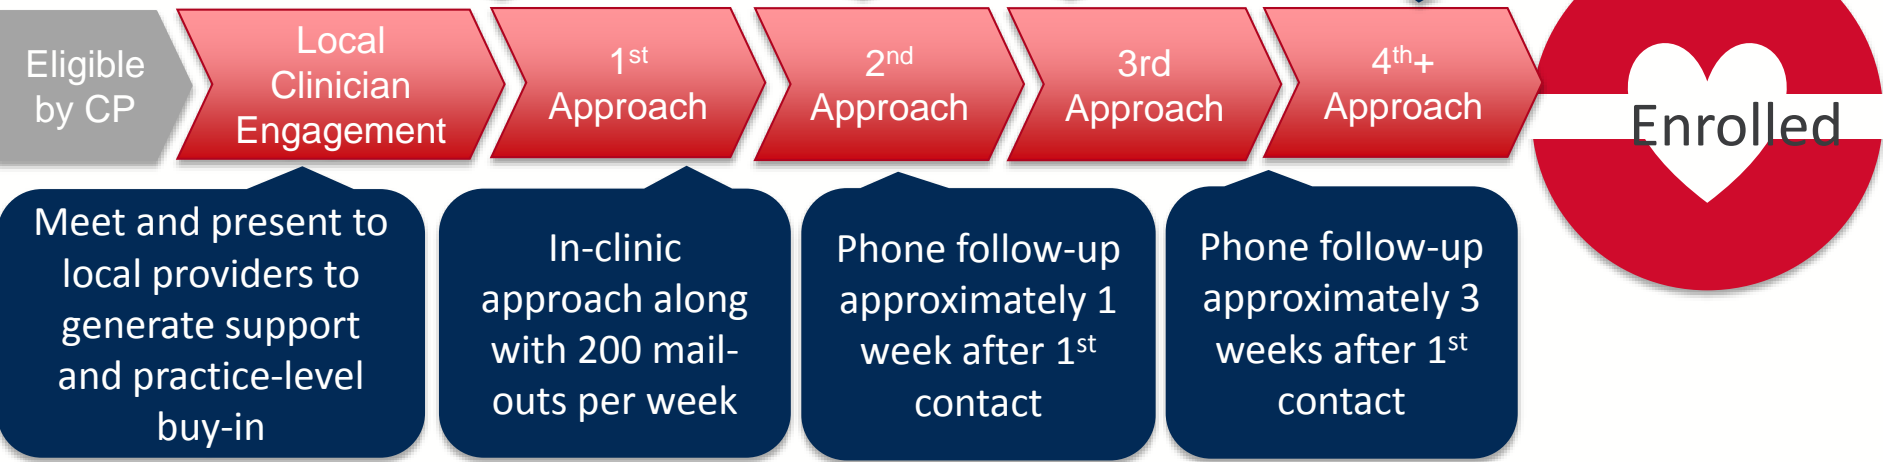 Eligible
by CP
Local
Clinician
Engagement
1st
Approach
2nd
Approach
3rd
Approach
4th+
Approach
Enrolled
Meet and present to
local providers to
generate support
and practice-level
buy-in
In-clinic
approach along
with 200 mail-
outs per week
Phone follow-up
approximately 1
week after 1st
contact
Phone follow-up
approximately 3
weeks after 1st
contact